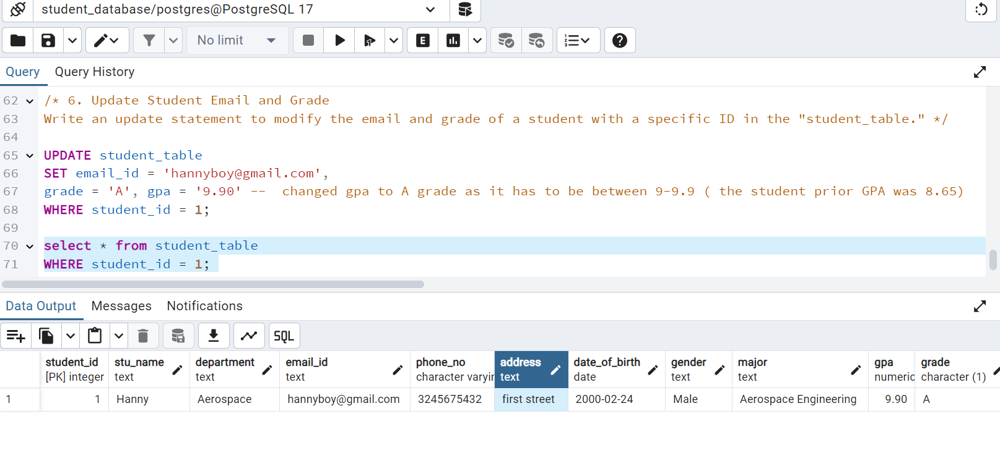 student_database/postgres@PostgreSQL 17
No limit
E
Query Query History
62 /* 6. Update Student Email and Grade
63 Write an update statement to modify the email and grade of a student with a specific ID in the "student_table." */
64
65 UPDATE student_table
66 SET email_id = 'hannyboy@gmail.com',
67 grade = 'A', gpa = '9.90' -- changed gpa to A grade as it has to be between 9-9.9 ( the student prior GPA was 8.65)
68 WHERE student_id = 1;
69
70 select * from student_table
71 WHERE student_id = 1;
Data Output Messages Notifications
SQL
student_id stu_name department email_id phone_no address date_of_birth gender major gpa grade
[PK] integer text text text character varyin text date text text numeric character (1)
1 1 Hanny Aerospace hannyboy@gmail.com 3245675432 first street 2000-02-24 Male Aerospace Engineering 9.90 A